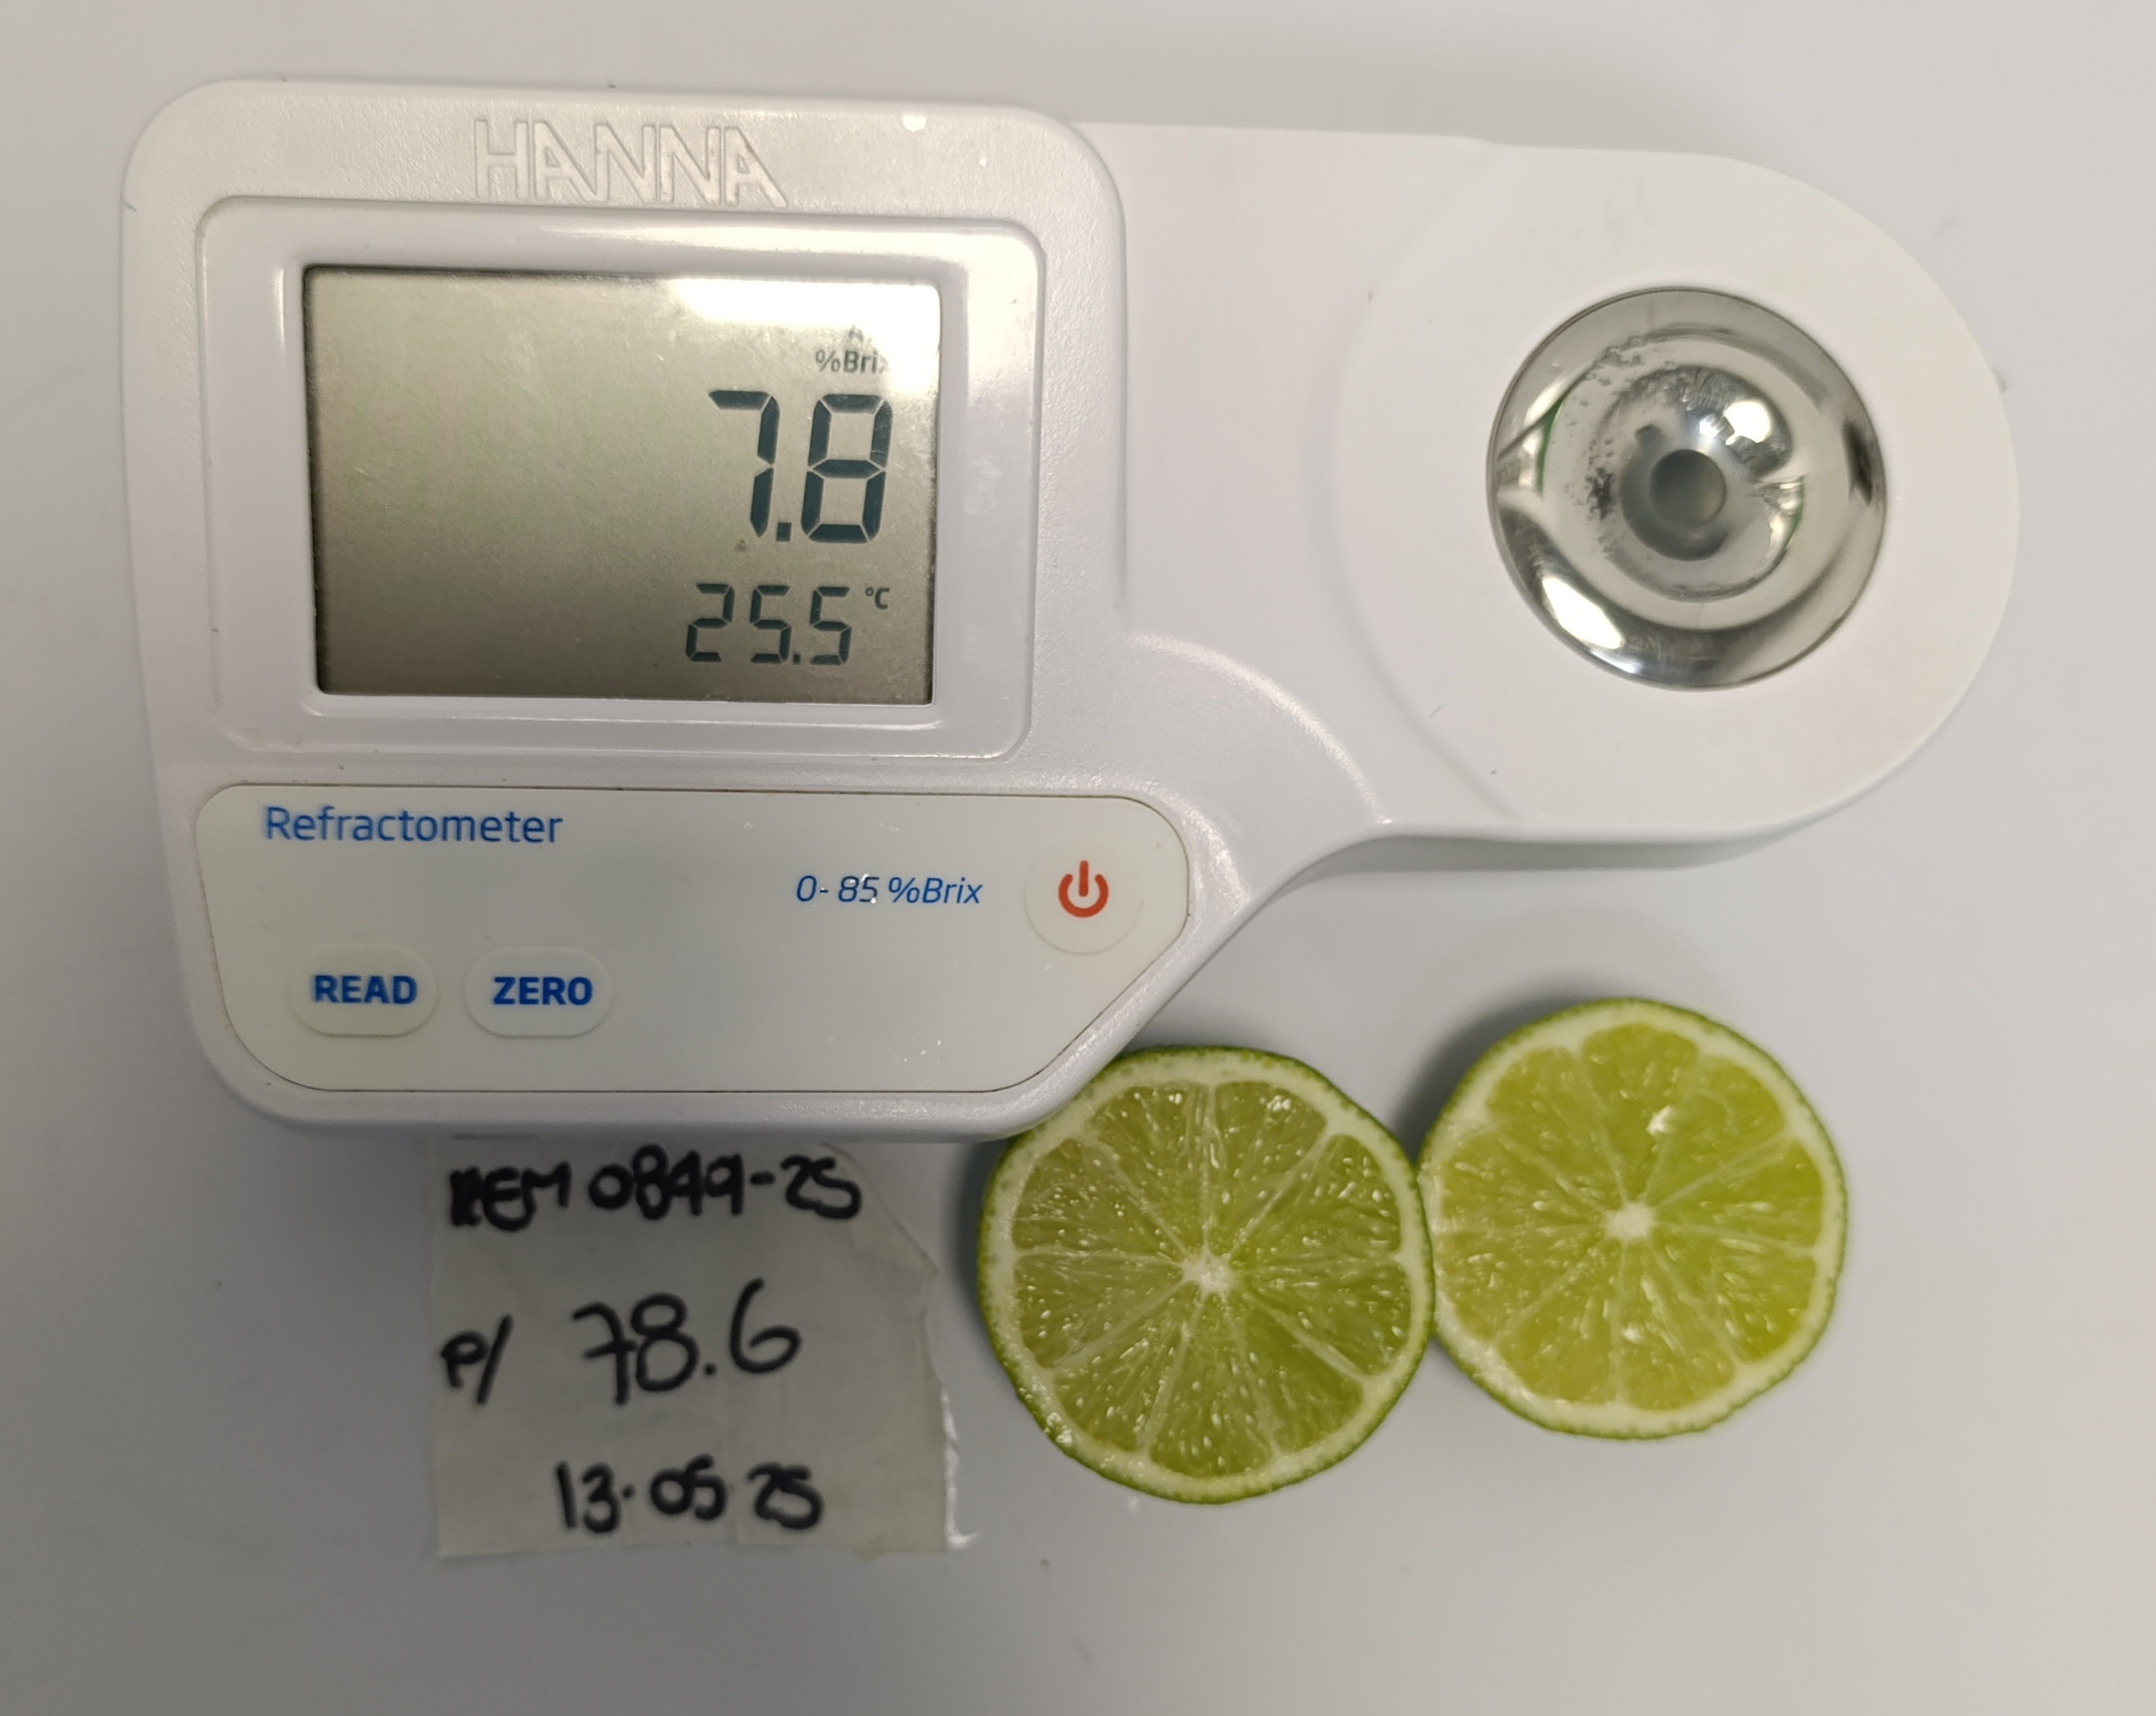 HANNA
%Brix
7.8
25.5 °C
Refractometer
0- 85 %Brix
READ
ZERO
REM 0849-25
P/ 78.6
13.05.25